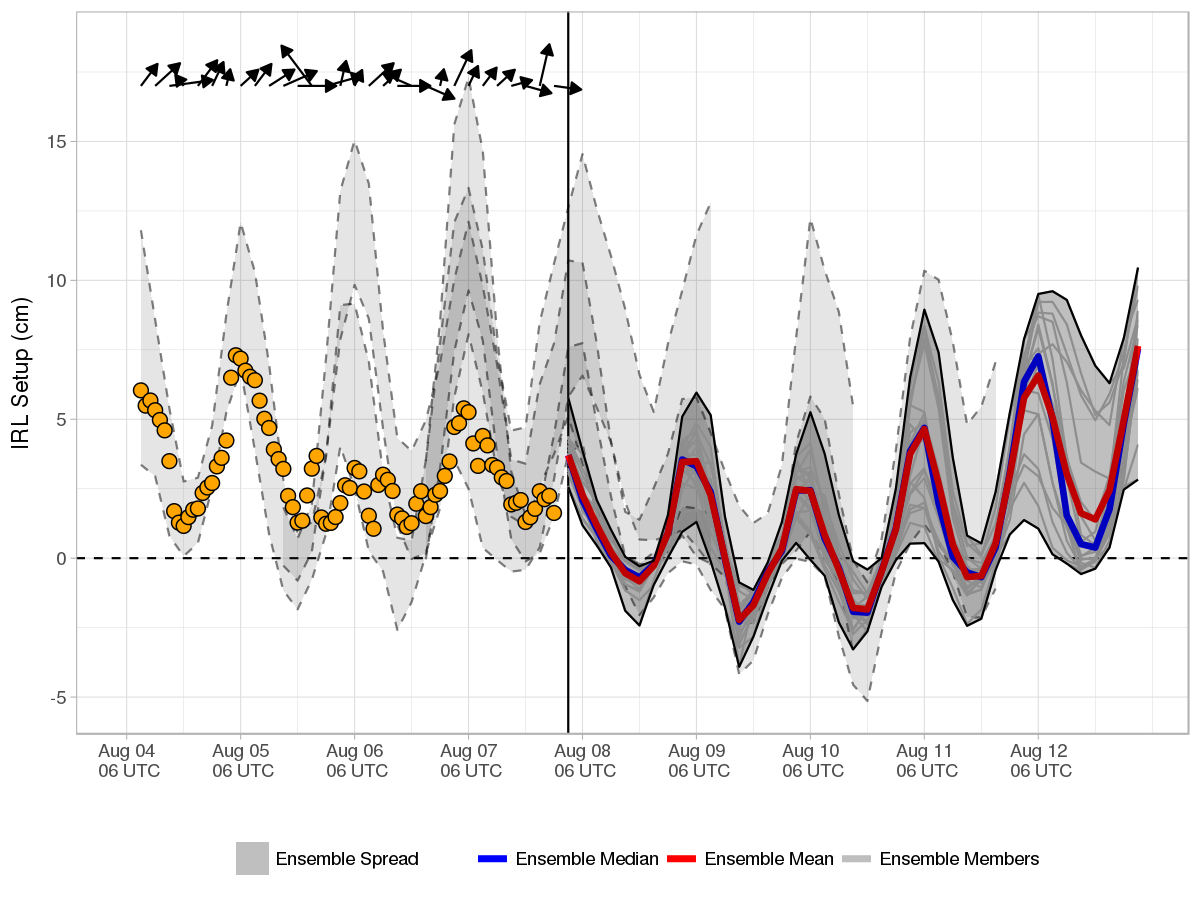 IRL Setup (cm)
15
10
5
0
-5
Aug 04 Aug 05 Aug 06 Aug 07 Aug 08 Aug 09 Aug 10 Aug 11 Aug 12
06 UTC 06 UTC 06 UTC 06 UTC 06 UTC 06 UTC 06 UTC 06 UTC 06 UTC
Ensemble Spread Ensemble Median Ensemble Mean Ensemble Members